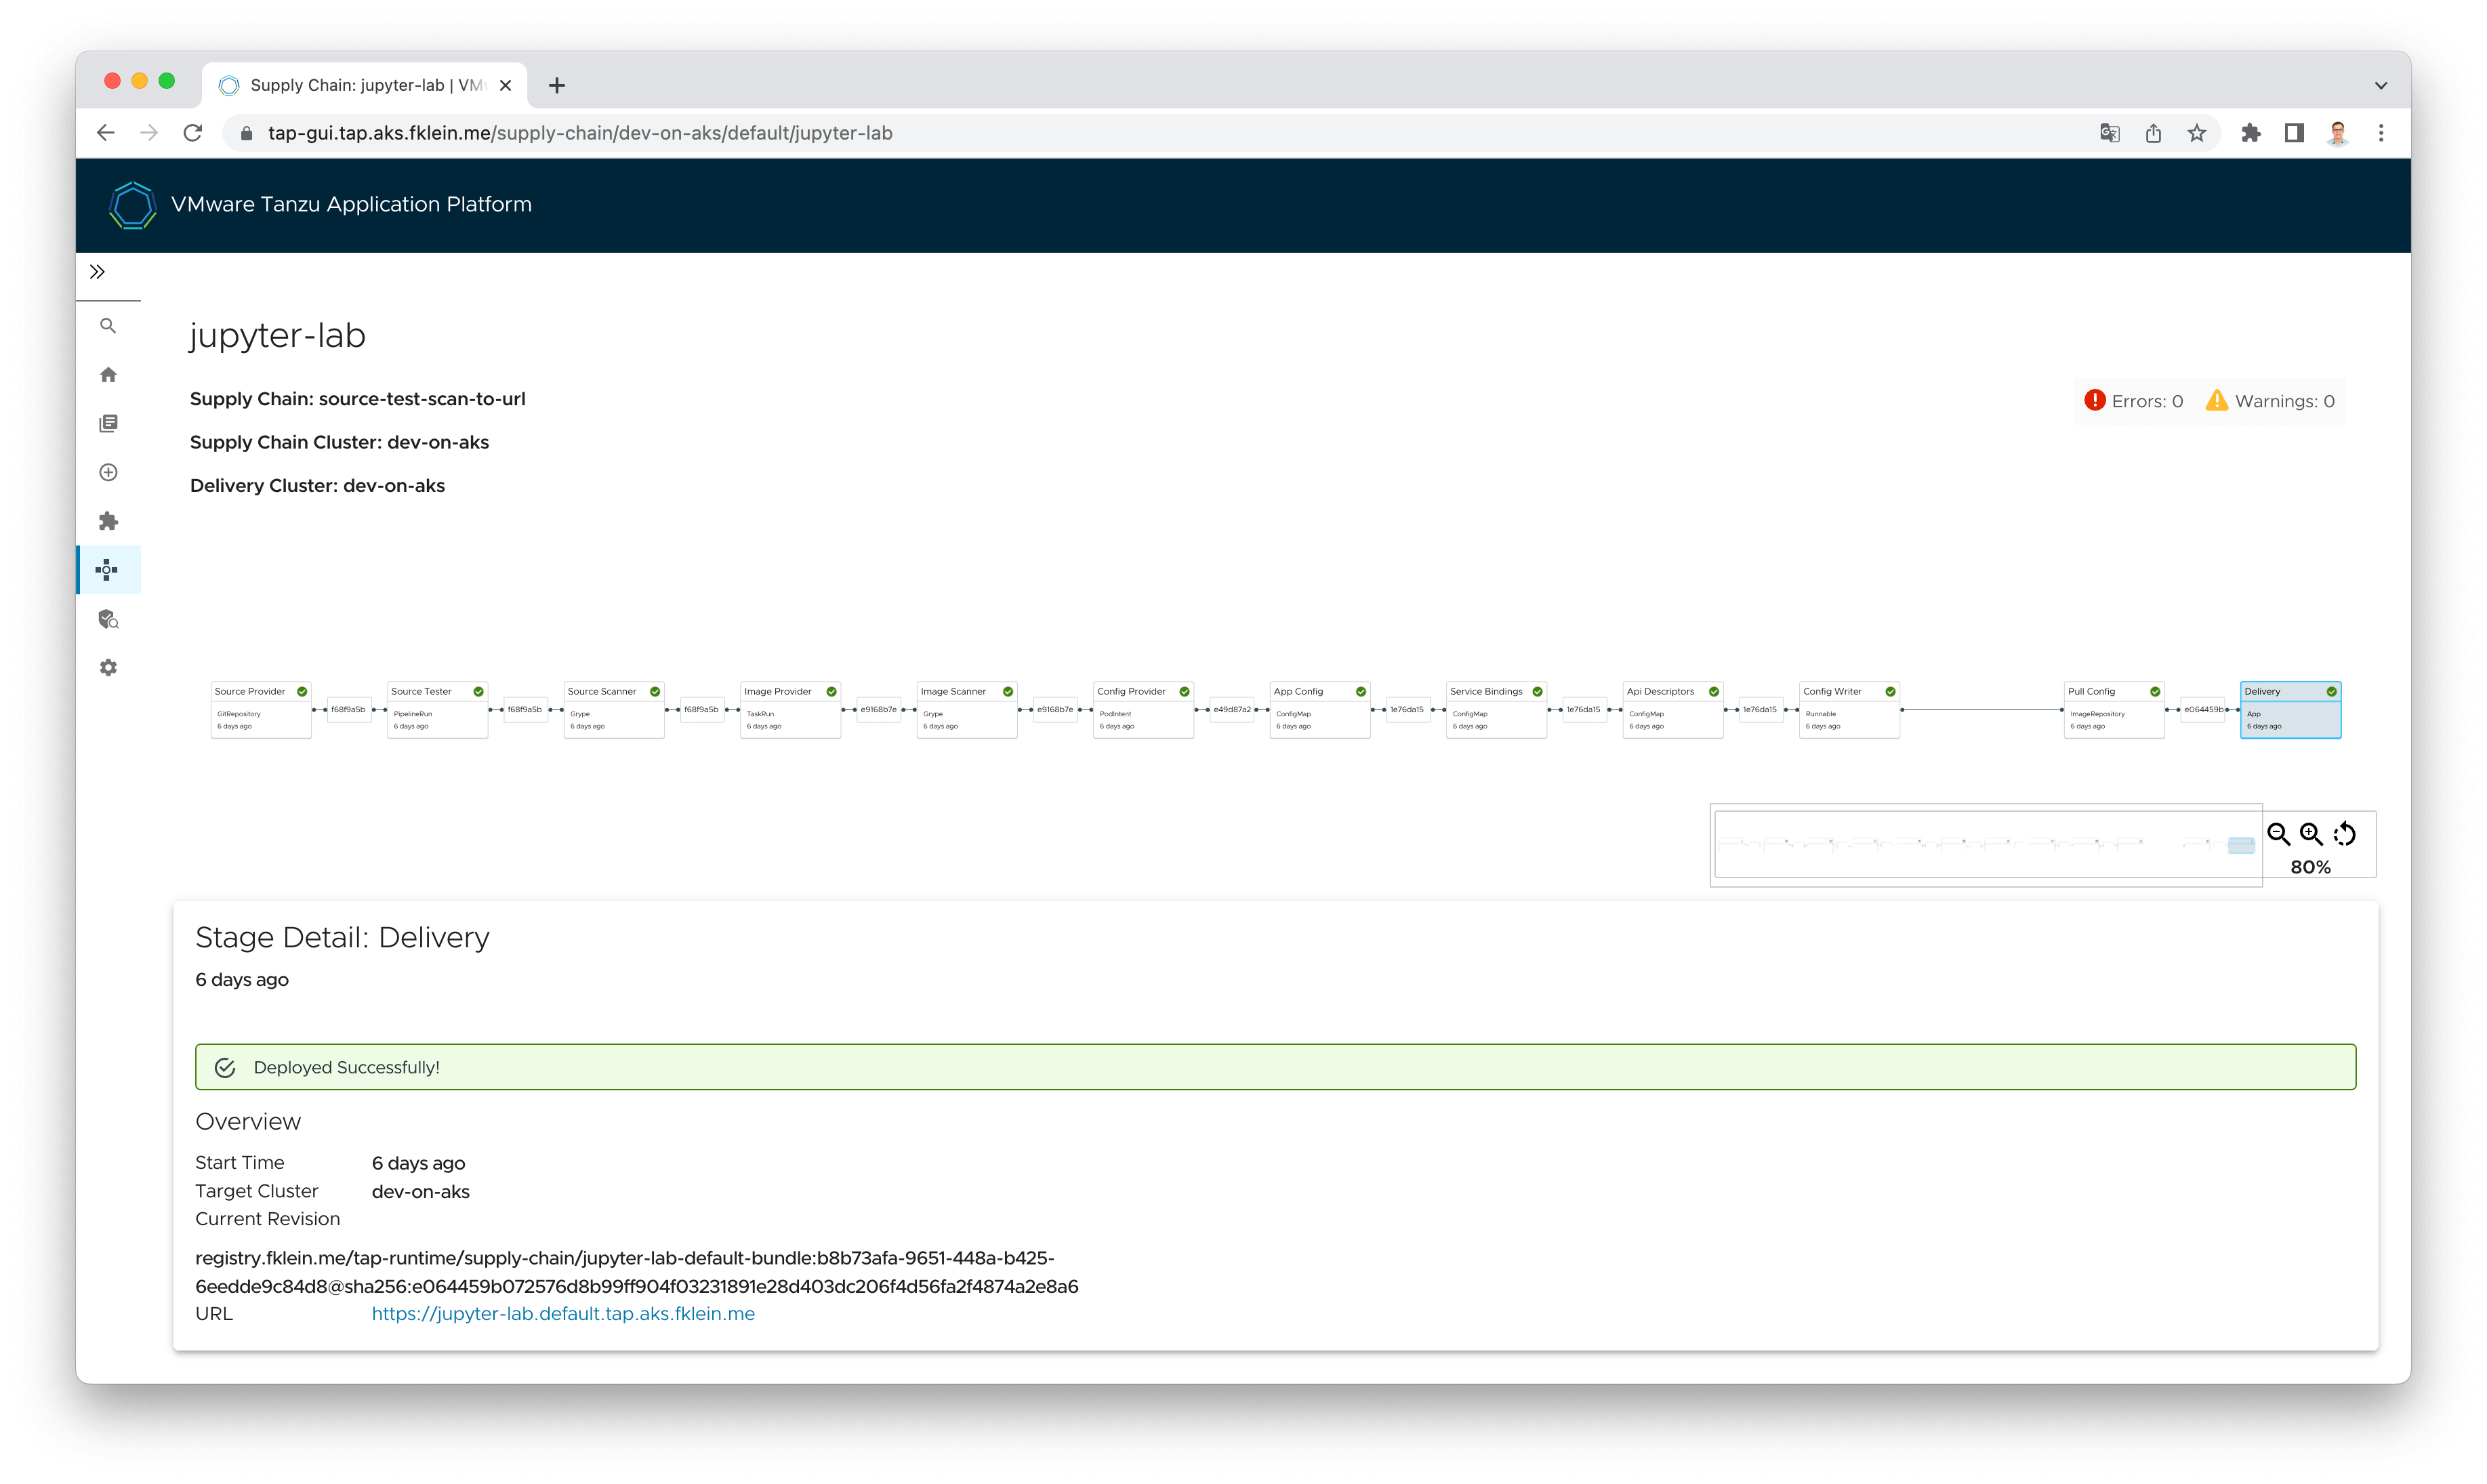 Supply Chain: jupyter-lab | VM
tap-gui.tap.aks.fklein.me/supply-chain/dev-on-aks/default/jupyter-lab
VMware Tanzu Application Platform
jupyter-lab
Supply Chain: source-test-scan-to-url
Errors: 0 Warnings: 0
Supply Chain Cluster: dev-on-aks
Delivery Cluster: dev-on-aks
Source Provider
GitRepository
6 days ago
f68f9a5b
Source Tester
PipelineRun
6 days ago
f68f9a5b
Source Scanner
Grype
6 days ago
f68f9a5b
Image Provider
TaskRun
6 days ago
e9168b7e
Image Scanner
Grype
6 days ago
e9168b7e
Config Provider
PodIntent
6 days ago
e49d87a2
App Config
ConfigMap
6 days ago
1e76da15
Service Bindings
ConfigMap
6 days ago
1e76da15
Api Descriptors
ConfigMap
6 days ago
1e76da15
Config Writer
Runnable
6 days ago
Pull Config
ImageRepository
6 days ago
e064459b
Delivery
App
6 days ago
80%
Stage Detail: Delivery
6 days ago
Deployed Successfully!
Overview
Start Time 6 days ago
Target Cluster dev-on-aks
Current Revision
registry.fklein.me/tap-runtime/supply-chain/jupyter-lab-default-bundle:b8b73afa-9651-448a-b425-
6eedde9c84d8@sha256:e064459b072576d8b99ff904f03231891e28d403dc206f4d56fa2f4874a2e8a6
URL https://jupyter-lab.default.tap.aks.fklein.me